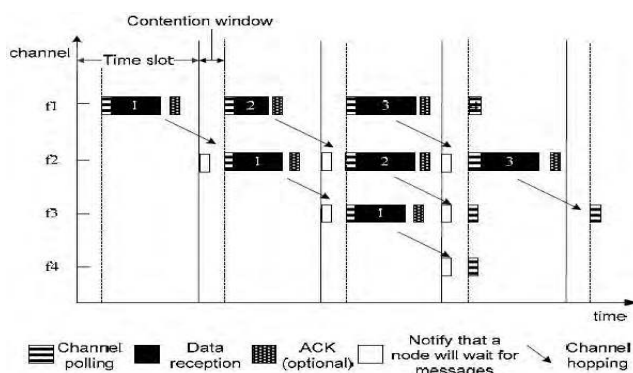 Contention window
channel
Time slot
f1
1
2
3
f2
1
2
3
f3
1
f4
time
Channel polling
Data reception
ACK (optional)
Notify that a node will wait for messages
Channel hopping